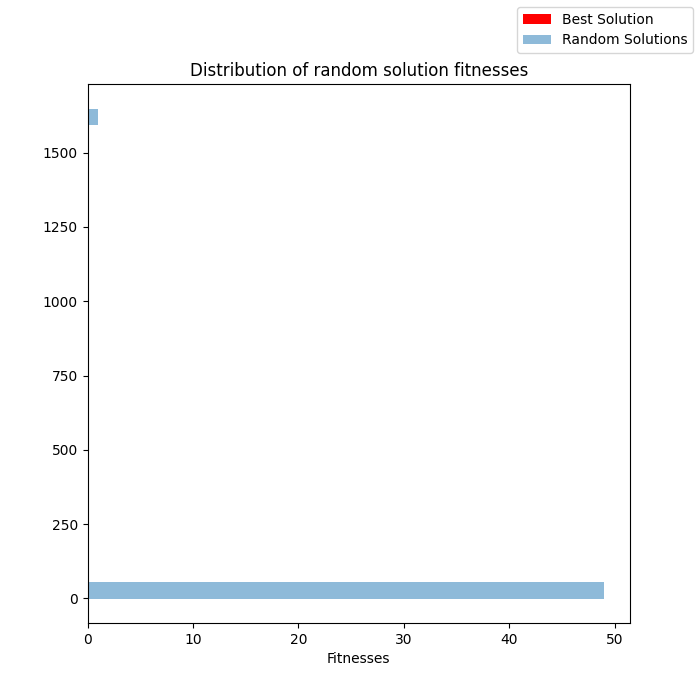 Best Solution
Random Solutions
Distribution of random solution fitnesses
1500
1250
1000
750
500
250
0
0 10 20 30 40 50
Fitnesses